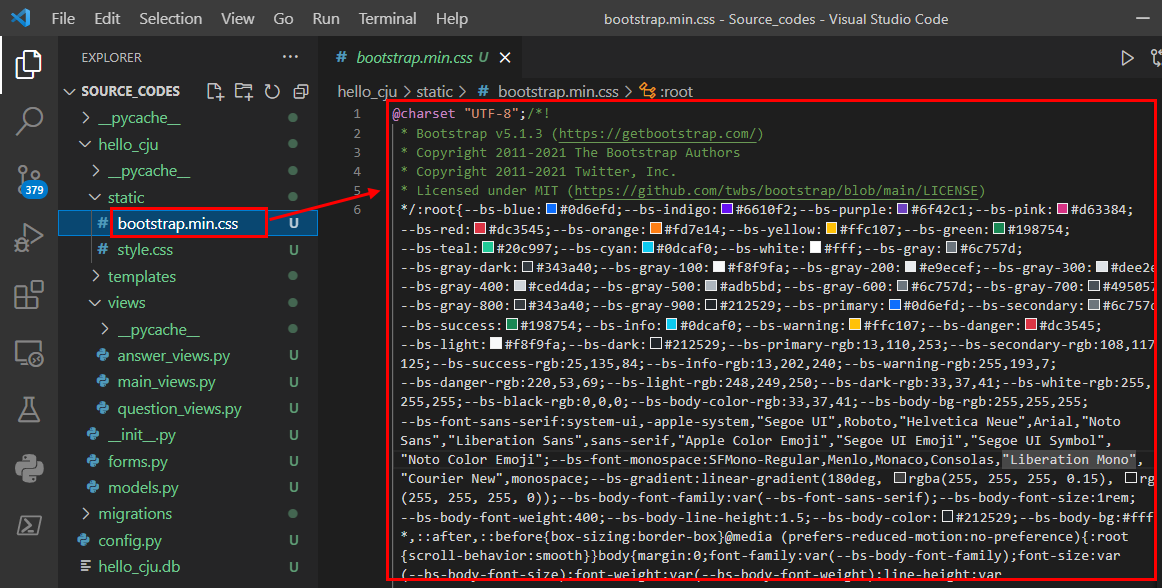 File Edit Selection View Go Run Terminal Help bootstrap.min.css - Source_codes - Visual Studio Code
EXPLORER
SOURCE_CODES
__pycache__
hello_cju
__pycache__
static
bootstrap.min.css U
style.css U
templates
views
__pycache__
answer_views.py U
main_views.py U
question_views.py U
__init__.py U
forms.py U
models.py U
migrations
config.py U
hello_cju.db U
379
# bootstrap.min.css U
hello_cju > static > # bootstrap.min.css > :root
1 @charset "UTF-8";/*!
2 * Bootstrap v5.1.3 (https://getbootstrap.com/)
3 * Copyright 2011-2021 The Bootstrap Authors
4 * Copyright 2011-2021 Twitter, Inc.
5 * Licensed under MIT (https://github.com/twbs/bootstrap/blob/main/LICENSE)
6 */:root{--bs-blue:#0d6efd;--bs-indigo:#6610f2;--bs-purple:#6f42c1;--bs-pink:#d63384;
--bs-red:#dc3545;--bs-orange:#fd7e14;--bs-yellow:#ffc107;--bs-green:#198754;
--bs-teal:#20c997;--bs-cyan:#0dcaf0;--bs-white:#fff;--bs-gray:#6c757d;
--bs-gray-dark:#343a40;--bs-gray-100:#f8f9fa;--bs-gray-200:#e9ecef;--bs-gray-300:#dee2e
--bs-gray-400:#ced4da;--bs-gray-500:#adb5bd;--bs-gray-600:#6c757d;--bs-gray-700:#495057
--bs-gray-800:#343a40;--bs-gray-900:#212529;--bs-primary:#0d6efd;--bs-secondary:#6c757d
--bs-success:#198754;--bs-info:#0dcaf0;--bs-warning:#ffc107;--bs-danger:#dc3545;
--bs-light:#f8f9fa;--bs-dark:#212529;--bs-primary-rgb:13,110,253;--bs-secondary-rgb:108,117
125;--bs-success-rgb:25,135,84;--bs-info-rgb:13,202,240;--bs-warning-rgb:255,193,7;
--bs-danger-rgb:220,53,69;--bs-light-rgb:248,249,250;--bs-dark-rgb:33,37,41;--bs-white-rgb:255,
255,255;--bs-black-rgb:0,0,0;--bs-body-color-rgb:33,37,41;--bs-body-bg-rgb:255,255,255;
--bs-font-sans-serif:system-ui,-apple-system,"Segoe UI",Roboto,"Helvetica Neue",Arial,"Noto
Sans","Liberation Sans",sans-serif,"Apple Color Emoji","Segoe UI Emoji","Segoe UI Symbol",
"Noto Color Emoji";--bs-font-monospace:SFMono-Regular,Menlo,Monaco,Consolas,"Liberation Mono",
"Courier New",monospace;--bs-gradient:linear-gradient(180deg, rgba(255, 255, 255, 0.15), rg
(255, 255, 255, 0));--bs-body-font-family:var(--bs-font-sans-serif);--bs-body-font-size:1rem;
--bs-body-font-weight:400;--bs-body-line-height:1.5;--bs-body-color:#212529;--bs-body-bg:#fff
*,::after,::before{box-sizing:border-box}@media (prefers-reduced-motion:no-preference){:root
{scroll-behavior:smooth}}body{margin:0;font-family:var(--bs-body-font-family);font-size:var
(--bs-body-font-size);font-weight:var(--bs-body-font-weight);line-height:var